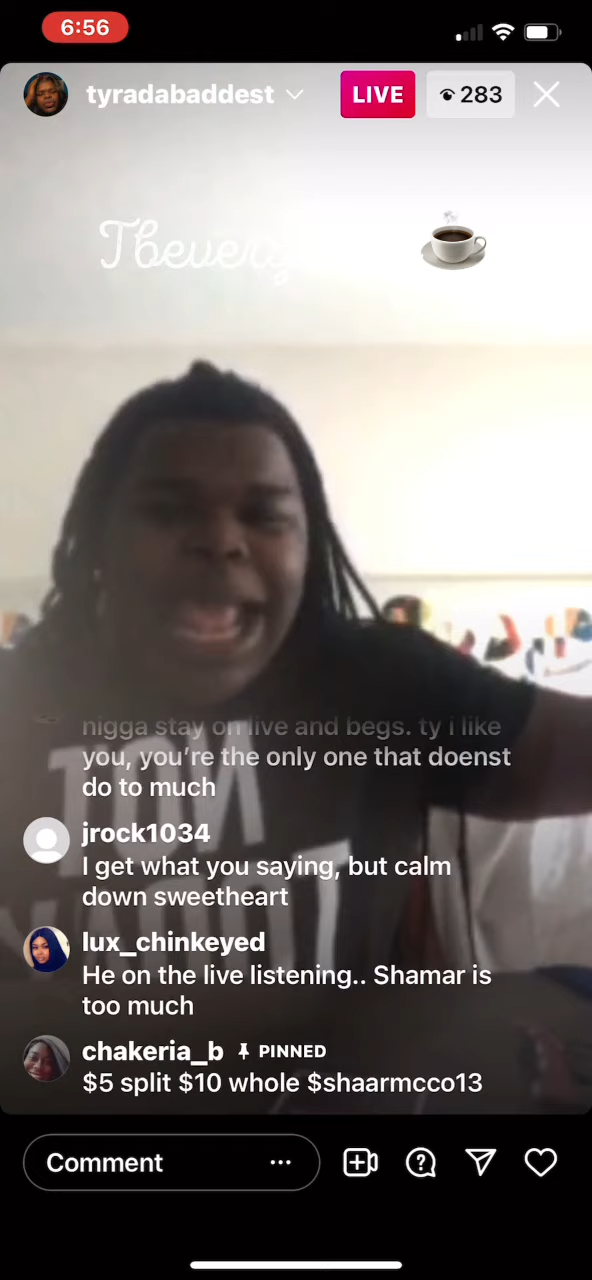 6:56
tyradabaddest
LIVE
283
nigga stay on live and begs. ty i like
you, you're the only one that doenst
do to much
jrock1034
I get what you saying, but calm
down sweetheart
lux_chinkeyed
He on the live listening.. Shamar is
too much
chakeria_b PINNED
$5 split $10 whole $shaarmcco13
Comment ...